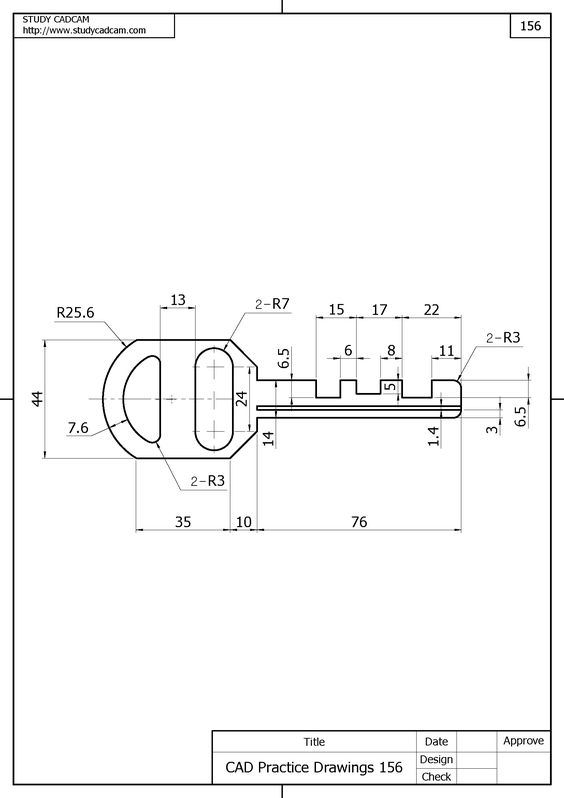 STUDY CADCAM
http://www.studycadcam.com
156
R25.6
13
2-R7
15
17
22
2-R3
6.5
6
8
11
5
44
24
6.5
7.6
14
1.4
3
2-R3
35
10
76
Title
Date
Approve
CAD Practice Drawings 156
Design
Check